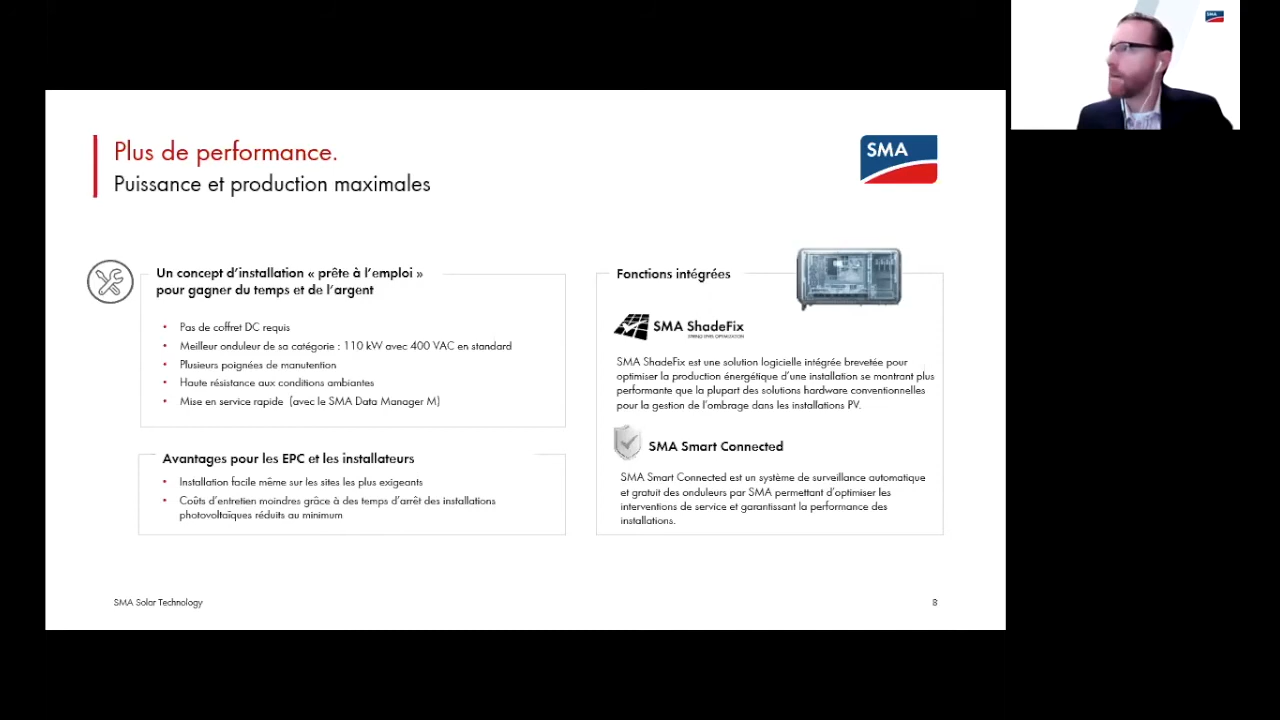 Plus de performance.
Puissance et production maximales
SMA
SMA
Un concept d'installation « prête à l'emploi »
pour gagner du temps et de l'argent
• Pas de coffret DC requis
• Meilleur onduleur de sa catégorie : 110 kW avec 400 VAC en standard
• Plusieurs poignées de manutention
• Haute résistance aux conditions ambiantes
• Mise en service rapide (avec le SMA Data Manager M)
Avantages pour les EPC et les installateurs
• Installation facile même sur les sites les plus exigeants
• Coûts d'entretien moindres grâce à des temps d'arrêt des installations
photovoltaïques réduits au minimum
Fonctions intégrées
SMA ShadeFix
STRING LEVEL OPTIMIZATION
SMA ShadeFix est une solution logicielle intégrée brevetée pour
optimiser la production énergétique d'une installation se montrant plus
performante que la plupart des solutions hardware conventionnelles
pour la gestion de l'ombrage dans les installations PV.
SMA Smart Connected
SMA Smart Connected est un système de surveillance automatique
et gratuit des onduleurs par SMA permettant d'optimiser les
interventions de service et garantissant la performance des
installations.
SMA Solar Technology
8